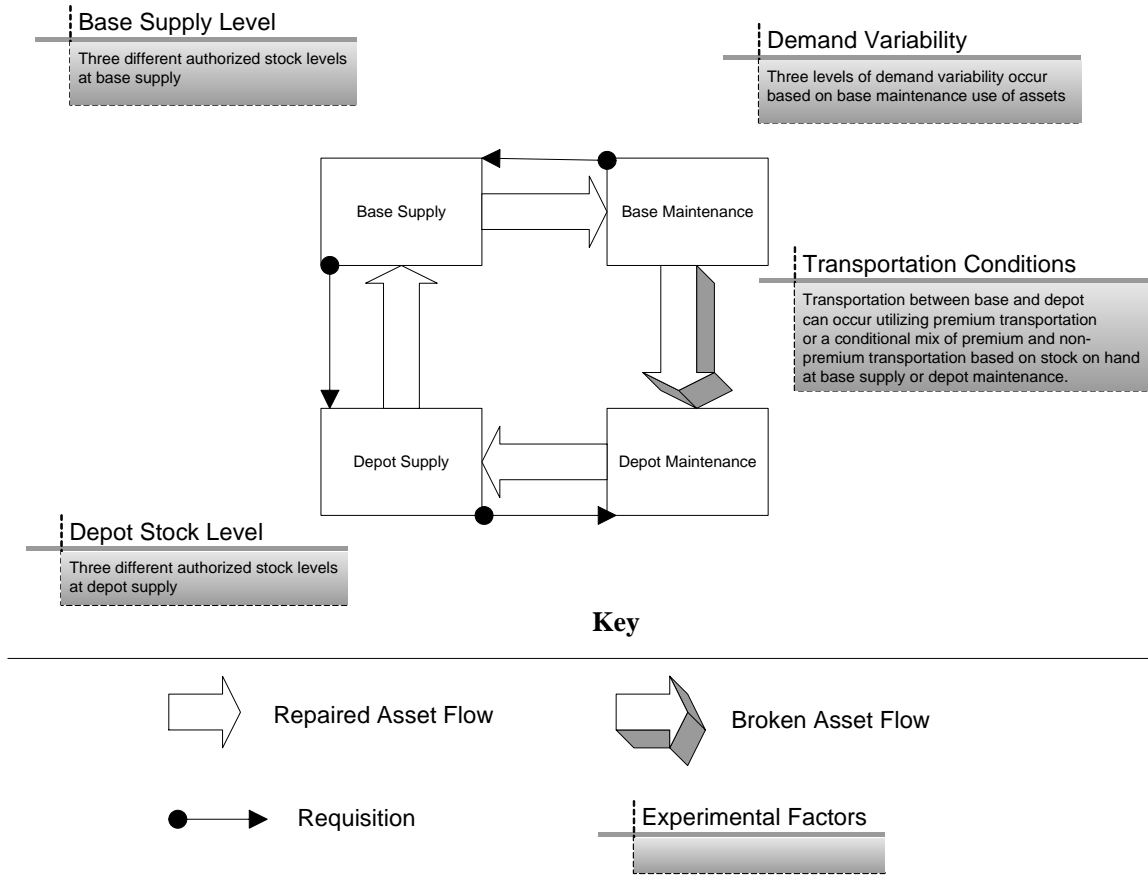 Base Supply Level
Three different authorized stock levels
at base supply
Demand Variability
Three levels of demand variability occur
based on base maintenance use of assets
Base Supply
Base Maintenance
Transportation Conditions
Transportation between base and depot
can occur utilizing premium transportation
or a conditional mix of premium and non-
premium transportation based on stock on hand
at base supply or depot maintenance.
Depot Supply
Depot Maintenance
Depot Stock Level
Three different authorized stock levels
at depot supply
Key
Repaired Asset Flow
Broken Asset Flow
Requisition
Experimental Factors